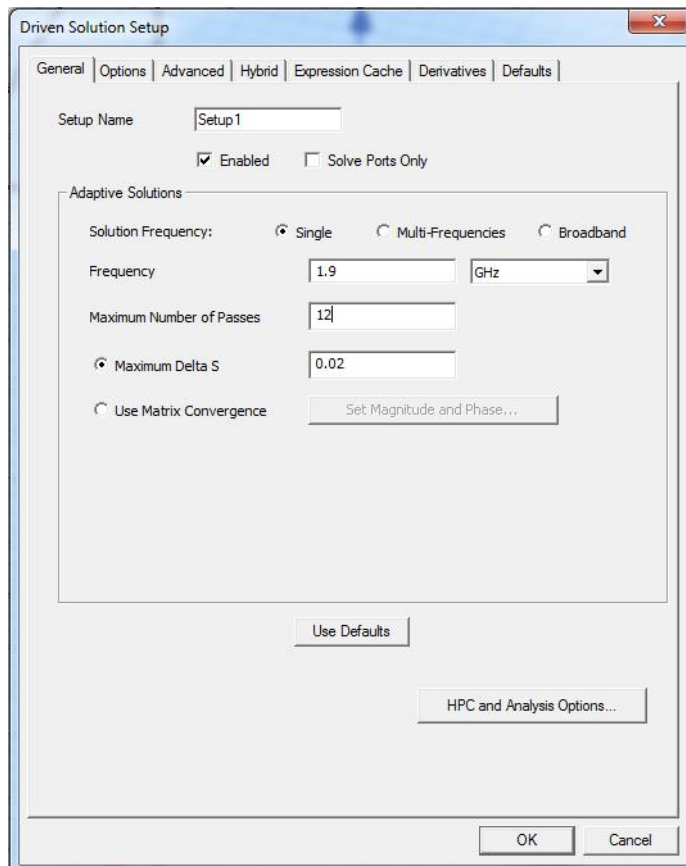 Driven Solution Setup
General Options Advanced Hybrid Expression Cache Derivatives Defaults
Setup Name Setup1
Enabled Solve Ports Only
Adaptive Solutions
Solution Frequency: Single Multi-Frequencies Broadband
Frequency 1.9 GHz
Maximum Number of Passes 12
Maximum Delta S 0.02
Use Matrix Convergence Set Magnitude and Phase...
Use Defaults
HPC and Analysis Options...
OK Cancel